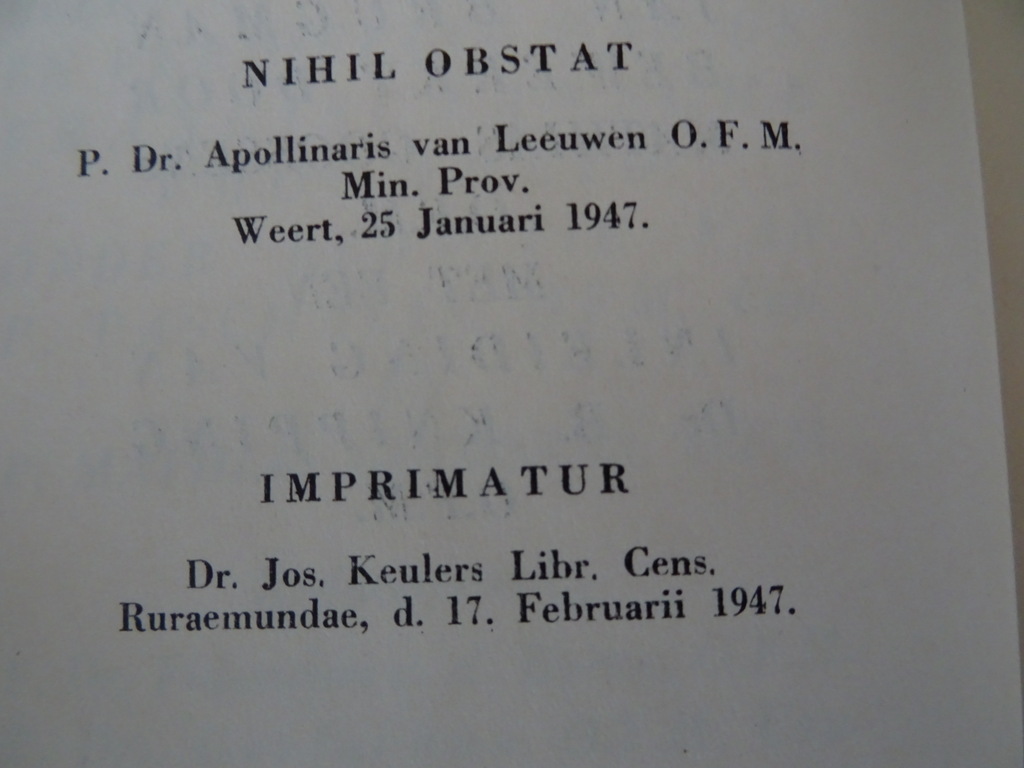 NIHIL OBSTAT
P. Dr. Apollinaris van Leeuwen O. F. M.
Min. Prov.
Weert, 25 Januari 1947.
IMPRIMATUR
Dr. Jos. Keulers Libr. Cens.
Ruraemundae, d. 17. Februarii 1947.